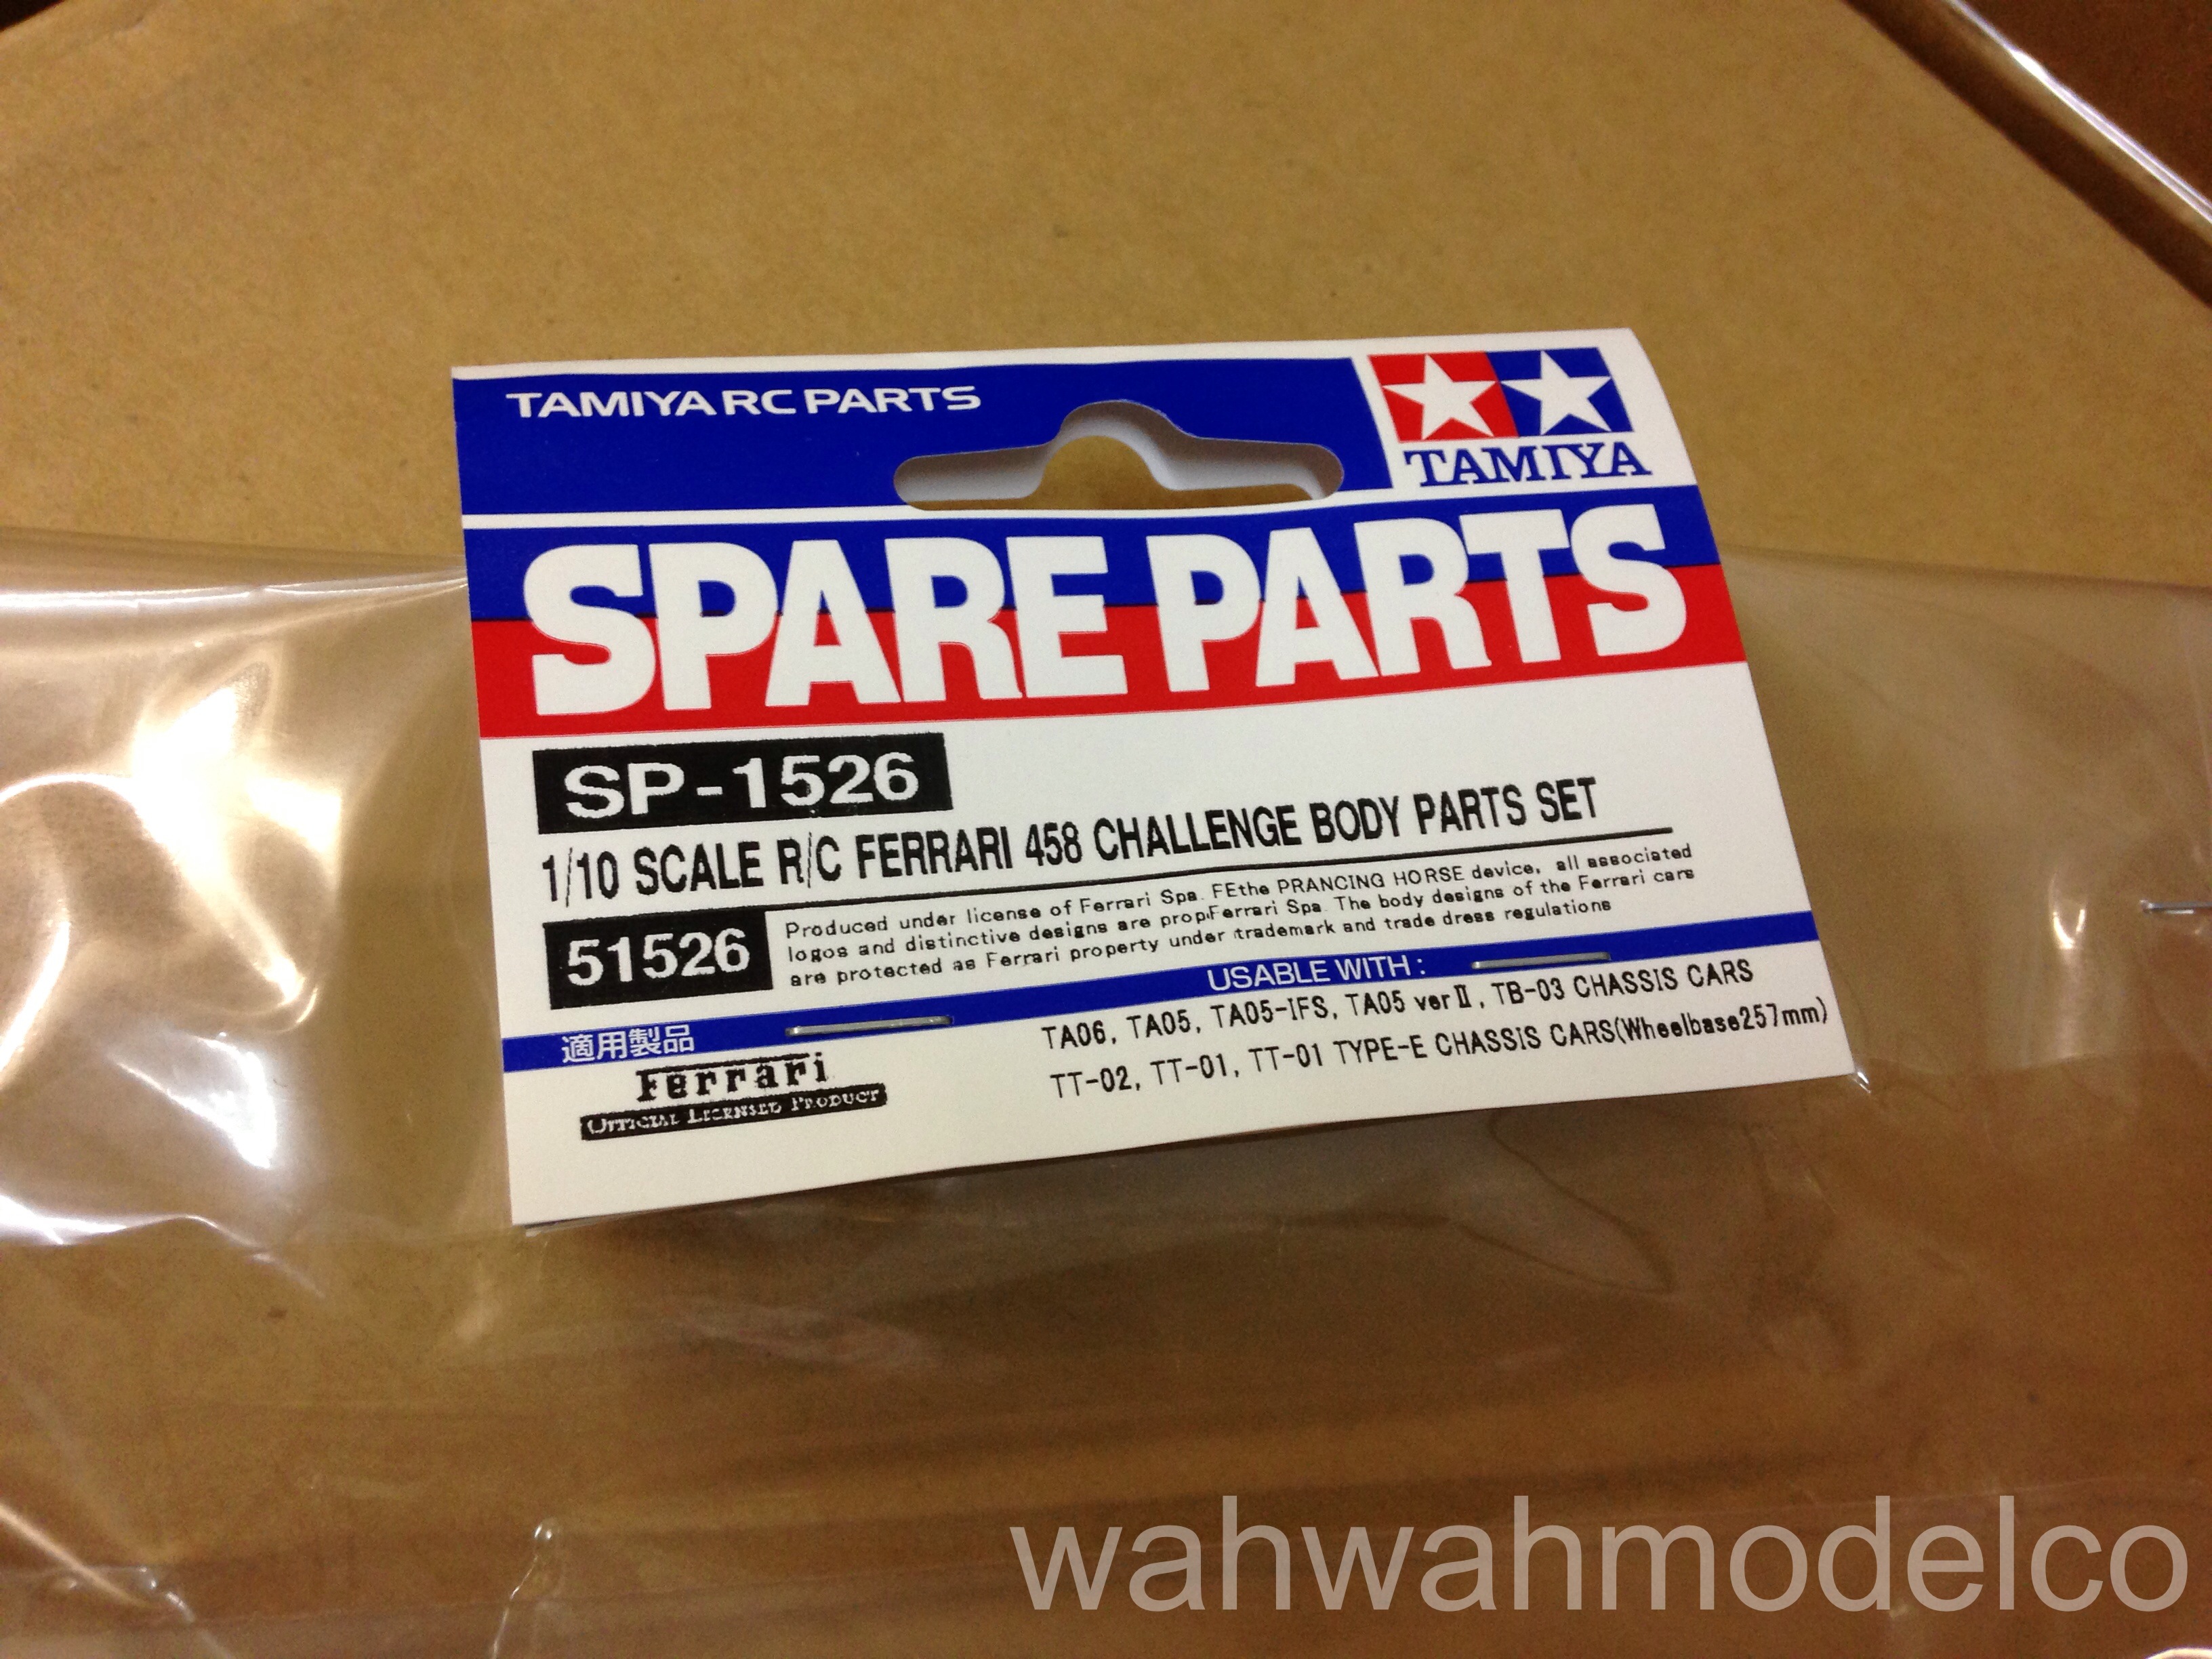 TAMIYA RC PARTS
TAMIYA
SPARE PARTS
SP-1526
1/10 SCALE R/C FERRARI 458 CHALLENGE BODY PARTS SET
51526
Produced under license of Ferrari Spa. FEthe PRANCING HORSE device, all associated
logos and distinctive designs are propFerrari Spa. The body designs of the Ferrari cars
are protected as Ferrari property under trademark and trade dress regulations
適用製品
USABLE WITH :
Ferrari
OFFICIAL LICENSED PRODUCT
TA06, TA05, TA05-IFS, TA05 verⅡ, TB-03 CHASSIS CARS
TT-02, TT-01, TT-01 TYPE-E CHASSIS CARS(Wheelbase257mm)
wahwahmodelco